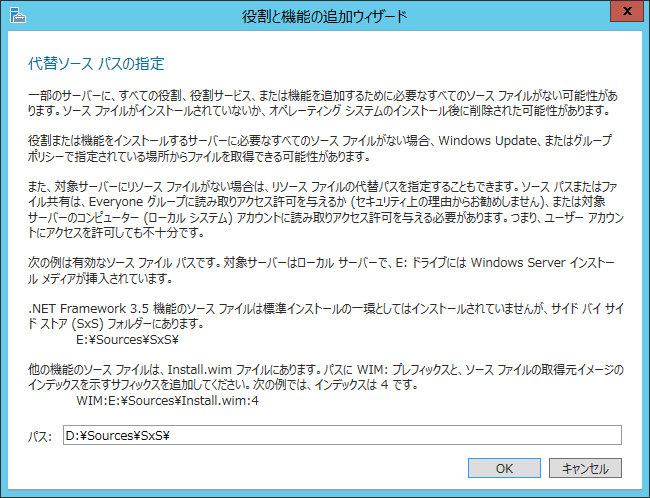 役割と機能の追加ウィザード
x
代替ソース パスの指定
一部のサーバーに、すべての役割、役割サービス、または機能を追加するために必要なすべてのソース ファイルがない可能性があ
ります。ソース ファイルがインストールされていないか、オペレーティング システムのインストール後に削除された可能性があります。
役割または機能をインストールするサーバーに必要なすべてのソース ファイルがない場合、Windows Update、またはグループ
ポリシーで指定されている場所からファイルを取得できる可能性があります。
また、対象サーバーにリソース ファイルがない場合は、リソース ファイルの代替パスを指定することもできます。ソース パスまたはファ
イル共有は、Everyone グループに読み取りアクセス許可を与えるか (セキュリティ上の理由からお勧めしません)、または対象
サーバーのコンピューター (ローカル システム) アカウントに読み取りアクセス許可を与える必要があります。つまり、ユーザー アカウン
トにアクセスを許可しても不十分です。
次の例は有効なソース ファイル パスです。対象サーバーはローカル サーバーで、E: ドライブには Windows Server インストー
ル メディアが挿入されています。
.NET Framework 3.5 機能のソース ファイルは標準インストールの一環としてはインストールされていませんが、サイド バイ サイ
ド ストア (SxS) フォルダーにあります。
E:¥Sources¥SxS¥
他の機能のソース ファイルは、Install.wim ファイルにあります。パスに WIM: プレフィックスと、ソース ファイルの取得元イメージの
インデックスを示すサフィックスを追加してください。次の例では、インデックスは 4 です。
WIM:E:¥Sources¥Install.wim:4
パス: D:¥Sources¥SxS¥
OK キャンセル